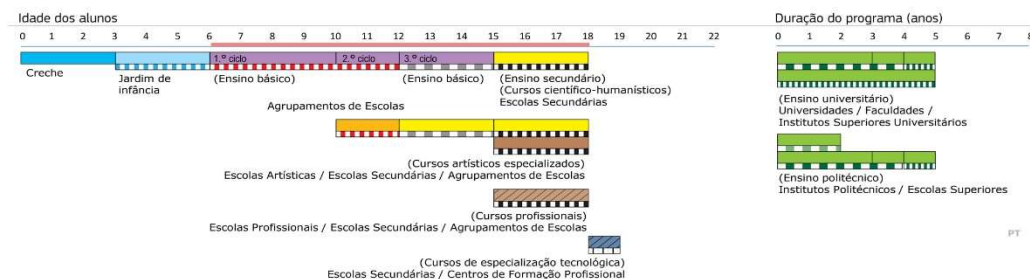 Idade dos alunos
0 1 2 3 4 5 6 7 8 9 10 11 12 13 14 15 16 17 18 19 20 21 22
1.º ciclo 2.º ciclo 3.º ciclo
Creche
Jardim de
infância
(Ensino básico)
(Ensino básico)
(Ensino secundário)
(Cursos científico-humanísticos)
Escolas Secundárias
Agrupamentos de Escolas
(Cursos artísticos especializados)
Escolas Artísticas / Escolas Secundárias / Agrupamentos de Escolas
(Cursos profissionais)
Escolas Profissionais / Escolas Secundárias / Agrupamentos de Escolas
(Cursos de especialização tecnológica)
Escolas Secundárias / Centros de Formação Profissional
Duração do programa (anos)
0 1 2 3 4 5 6 7 8
(Ensino universitário)
Universidades / Faculdades /
Institutos Superiores Universitários
(Ensino politécnico)
Institutos Politécnicos / Escolas Superiores
PT